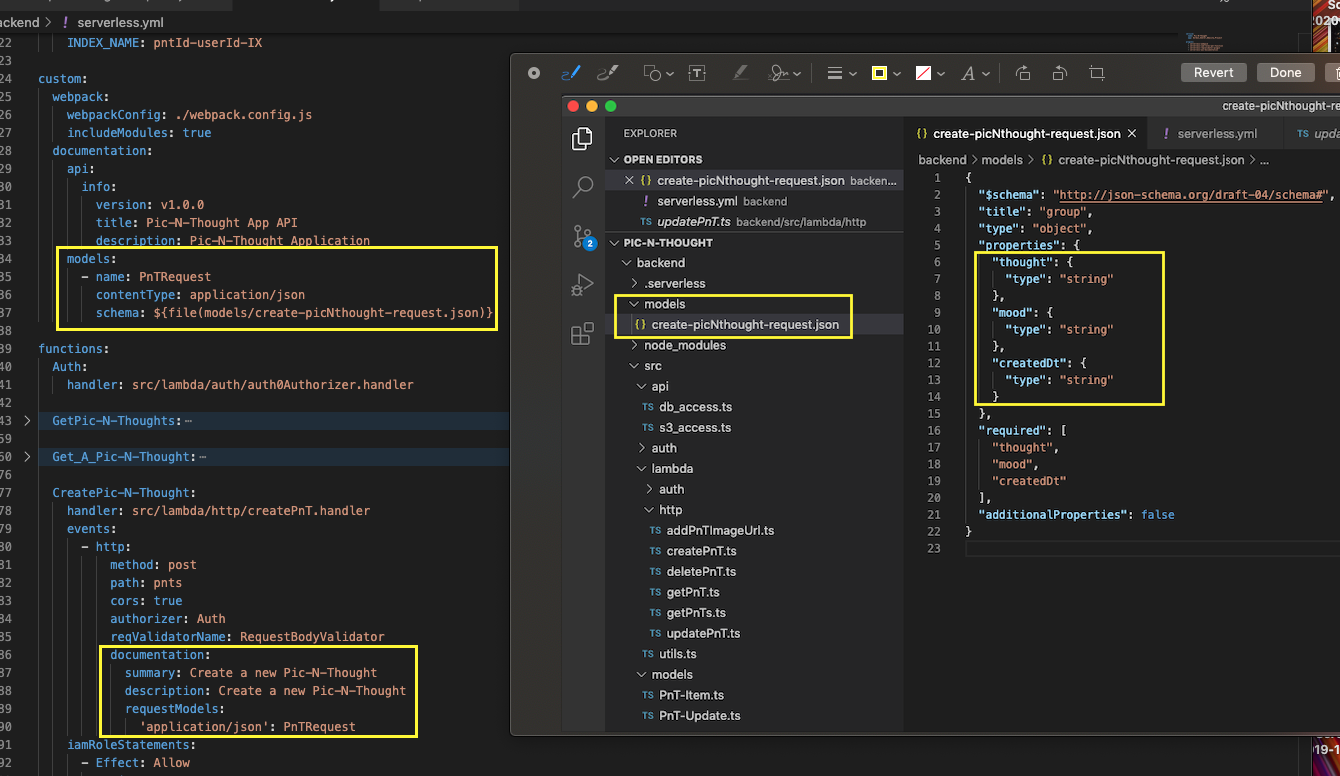 ackend > ! serverless.yml
22 INDEX_NAME: pntId-userId-IX
23
24 custom:
25 webpack:
26 webpackConfig: ./webpack.config.js
27 includeModules: true
28 documentation:
29 api:
30 info:
31 version: v1.0.0
32 title: Pic-N-Thought App API
33 description: Pic-N-Thought Application
34 models:
35 - name: PnTRequest
36 contentType: application/json
37 schema: ${file(models/create-picNthought-request.json)}
38
39 functions:
40 Auth:
41 handler: src/lambda/auth/auth0Authorizer.handler
42
43 > GetPic-N-Thoughts:…
59
60 > Get_A_Pic-N-Thought:…
76
77 CreatePic-N-Thought:
78 handler: src/lambda/http/createPnT.handler
79 events:
80 - http:
81 method: post
82 path: pnts
83 cors: true
84 authorizer: Auth
85 reqValidatorName: RequestBodyValidator
86 documentation:
87 summary: Create a new Pic-N-Thought
88 description: Create a new Pic-N-Thought
89 requestModels:
90 'application/json': PnTRequest
91 iamRoleStatements:
92 - Effect: Allow
Revert Done
create-picNthought-re
EXPLORER
OPEN EDITORS
{} create-picNthought-request.json backen...
! serverless.yml backend
TS updatePnT.ts backend/src/lambda/http
PIC-N-THOUGHT
backend
.serverless
models
{} create-picNthought-request.json
node_modules
src
api
TS db_access.ts
TS s3_access.ts
auth
lambda
auth
http
TS addPnTImageUrl.ts
TS createPnT.ts
TS deletePnT.ts
TS getPnT.ts
TS getPnTs.ts
TS updatePnT.ts
TS utils.ts
models
TS PnT-Item.ts
TS PnT-Update.ts
2
{} create-picNthought-request.json × ! serverless.yml TS upda
backend > models > {} create-picNthought-request.json > ...
1 {
2 "$schema": "http://json-schema.org/draft-04/schema#",
3 "title": "group",
4 "type": "object",
5 "properties": {
6 "thought": {
7 "type": "string"
8 },
9 "mood": {
10 "type": "string"
11 },
12 "createdDt": {
13 "type": "string"
14 }
15 },
16 "required": [
17 "thought",
18 "mood",
19 "createdDt"
20 ],
21 "additionalProperties": false
22 }
23